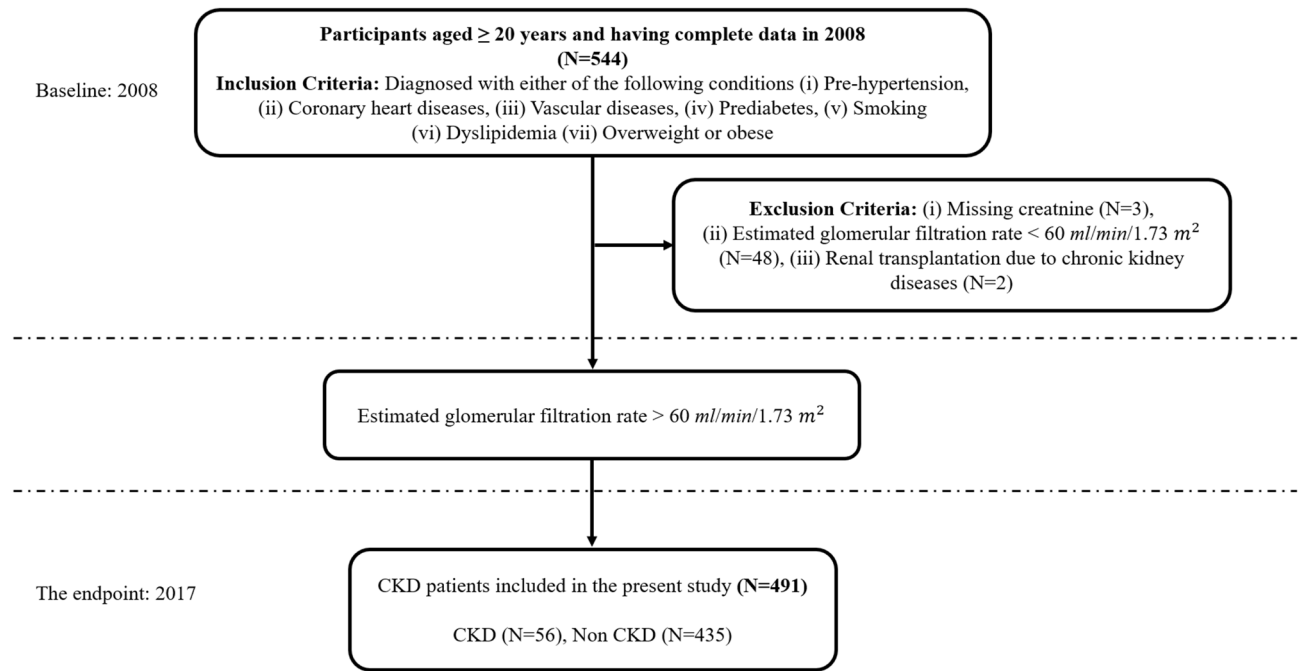 Participants aged ≥ 20 years and having complete data in 2008
(N=544)
Inclusion Criteria: Diagnosed with either of the following conditions (i) Pre-hypertension,
(ii) Coronary heart diseases, (iii) Vascular diseases, (iv) Prediabetes, (v) Smoking
(vi) Dyslipidemia (vii) Overweight or obese
Baseline: 2008
Exclusion Criteria: (i) Missing creatnine (N=3),
(ii) Estimated glomerular filtration rate < 60 ml/min/1.73 m²
(N=48), (iii) Renal transplantation due to chronic kidney
diseases (N=2)
Estimated glomerular filtration rate > 60 ml/min/1.73 m²
The endpoint: 2017
CKD patients included in the present study (N=491)
CKD (N=56), Non CKD (N=435)